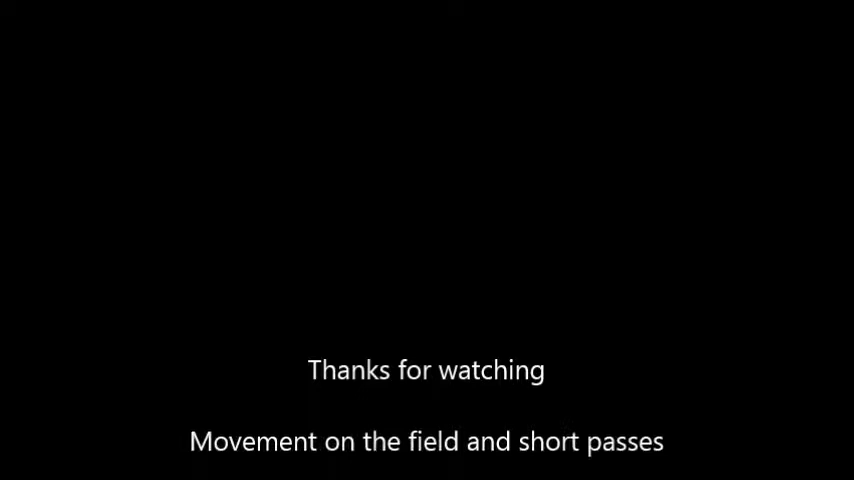 Thanks for watching
Movement on the field and short passes